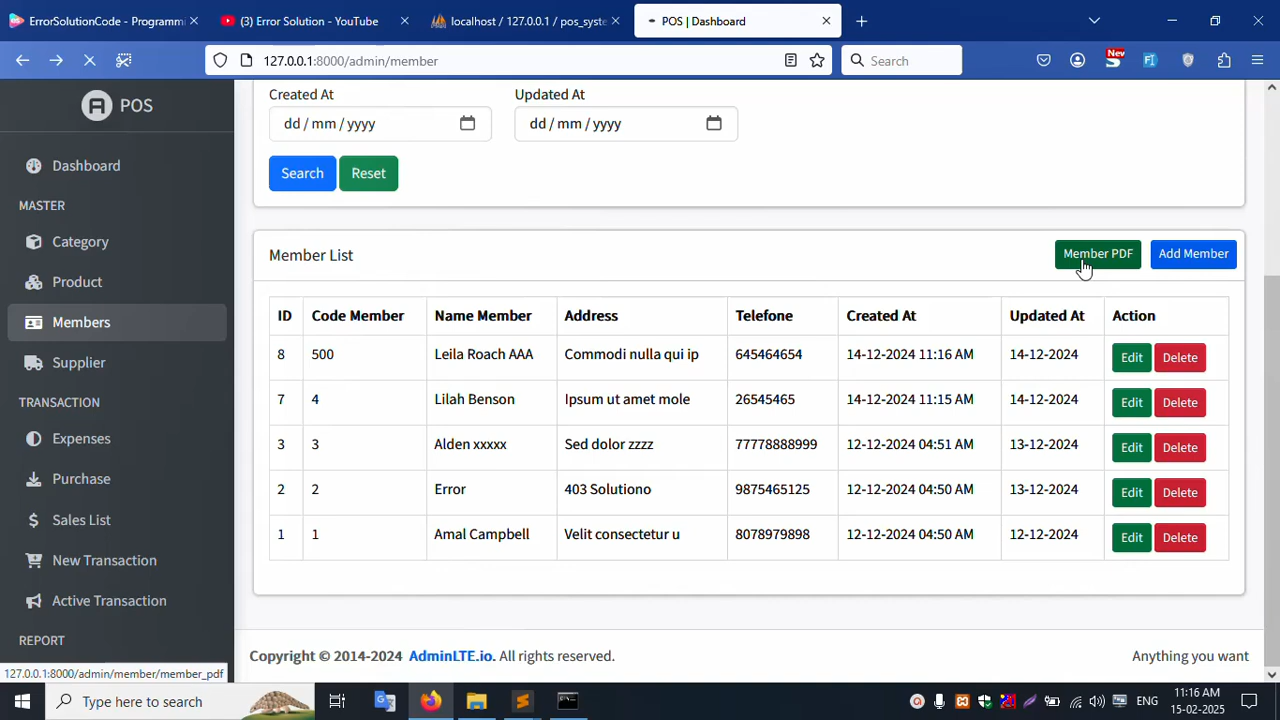 ErrorSolutionCode - Programmi
(3) Error Solution - YouTube
localhost / 127.0.0.1 / pos_syste
POS | Dashboard
127.0.0.1:8000/admin/member
Search
New
POS
Dashboard
MASTER
Category
Product
Members
Supplier
TRANSACTION
Expenses
Purchase
Sales List
New Transaction
Active Transaction
REPORT
127.0.0.1:8000/admin/member/member_pdf
Created At Updated At
dd / mm / yyyy dd / mm / yyyy
Search Reset
Member List Member PDF Add Member
ID Code Member Name Member Address Telefone Created At Updated At Action
8 500 Leila Roach AAA Commodi nulla qui ip 645464654 14-12-2024 11:16 AM 14-12-2024 Edit Delete
7 4 Lilah Benson Ipsum ut amet mole 26545465 14-12-2024 11:15 AM 14-12-2024 Edit Delete
3 3 Alden xxxxx Sed dolor zzzz 77778888999 12-12-2024 04:51 AM 13-12-2024 Edit Delete
2 2 Error 403 Solutiono 9875465125 12-12-2024 04:50 AM 13-12-2024 Edit Delete
1 1 Amal Campbell Velit consectetur u 8078979898 12-12-2024 04:50 AM 12-12-2024 Edit Delete
Copyright © 2014-2024 AdminLTE.io. All rights reserved. Anything you want
Type here to search
ENG
11:16 AM
15-02-2025